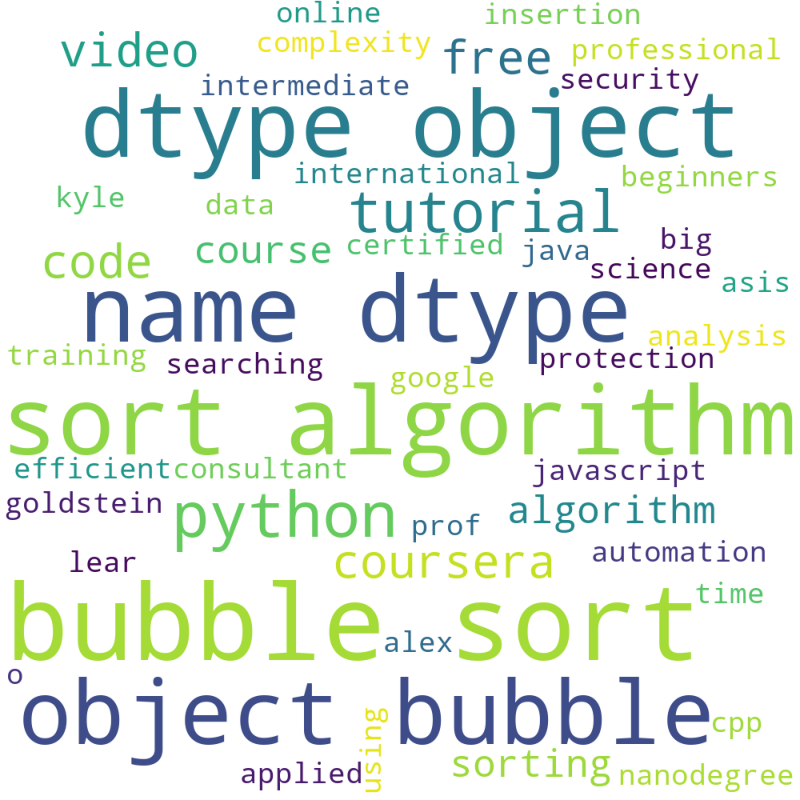 online
insertion
video
complexity
free
professional
intermediate
security
dtype object
international
beginners
kyle
data
tutorial
code
course
certified
java
big
science
asis
name dtype
training
searching
google
protection
analysis
sort algorithm
efficient
consultant
javascript
goldstein
python
prof
algorithm
lear
coursera
automation
bubble sort
time
alex
o
object bubble
using
cpp
applied
sorting
nanodegree